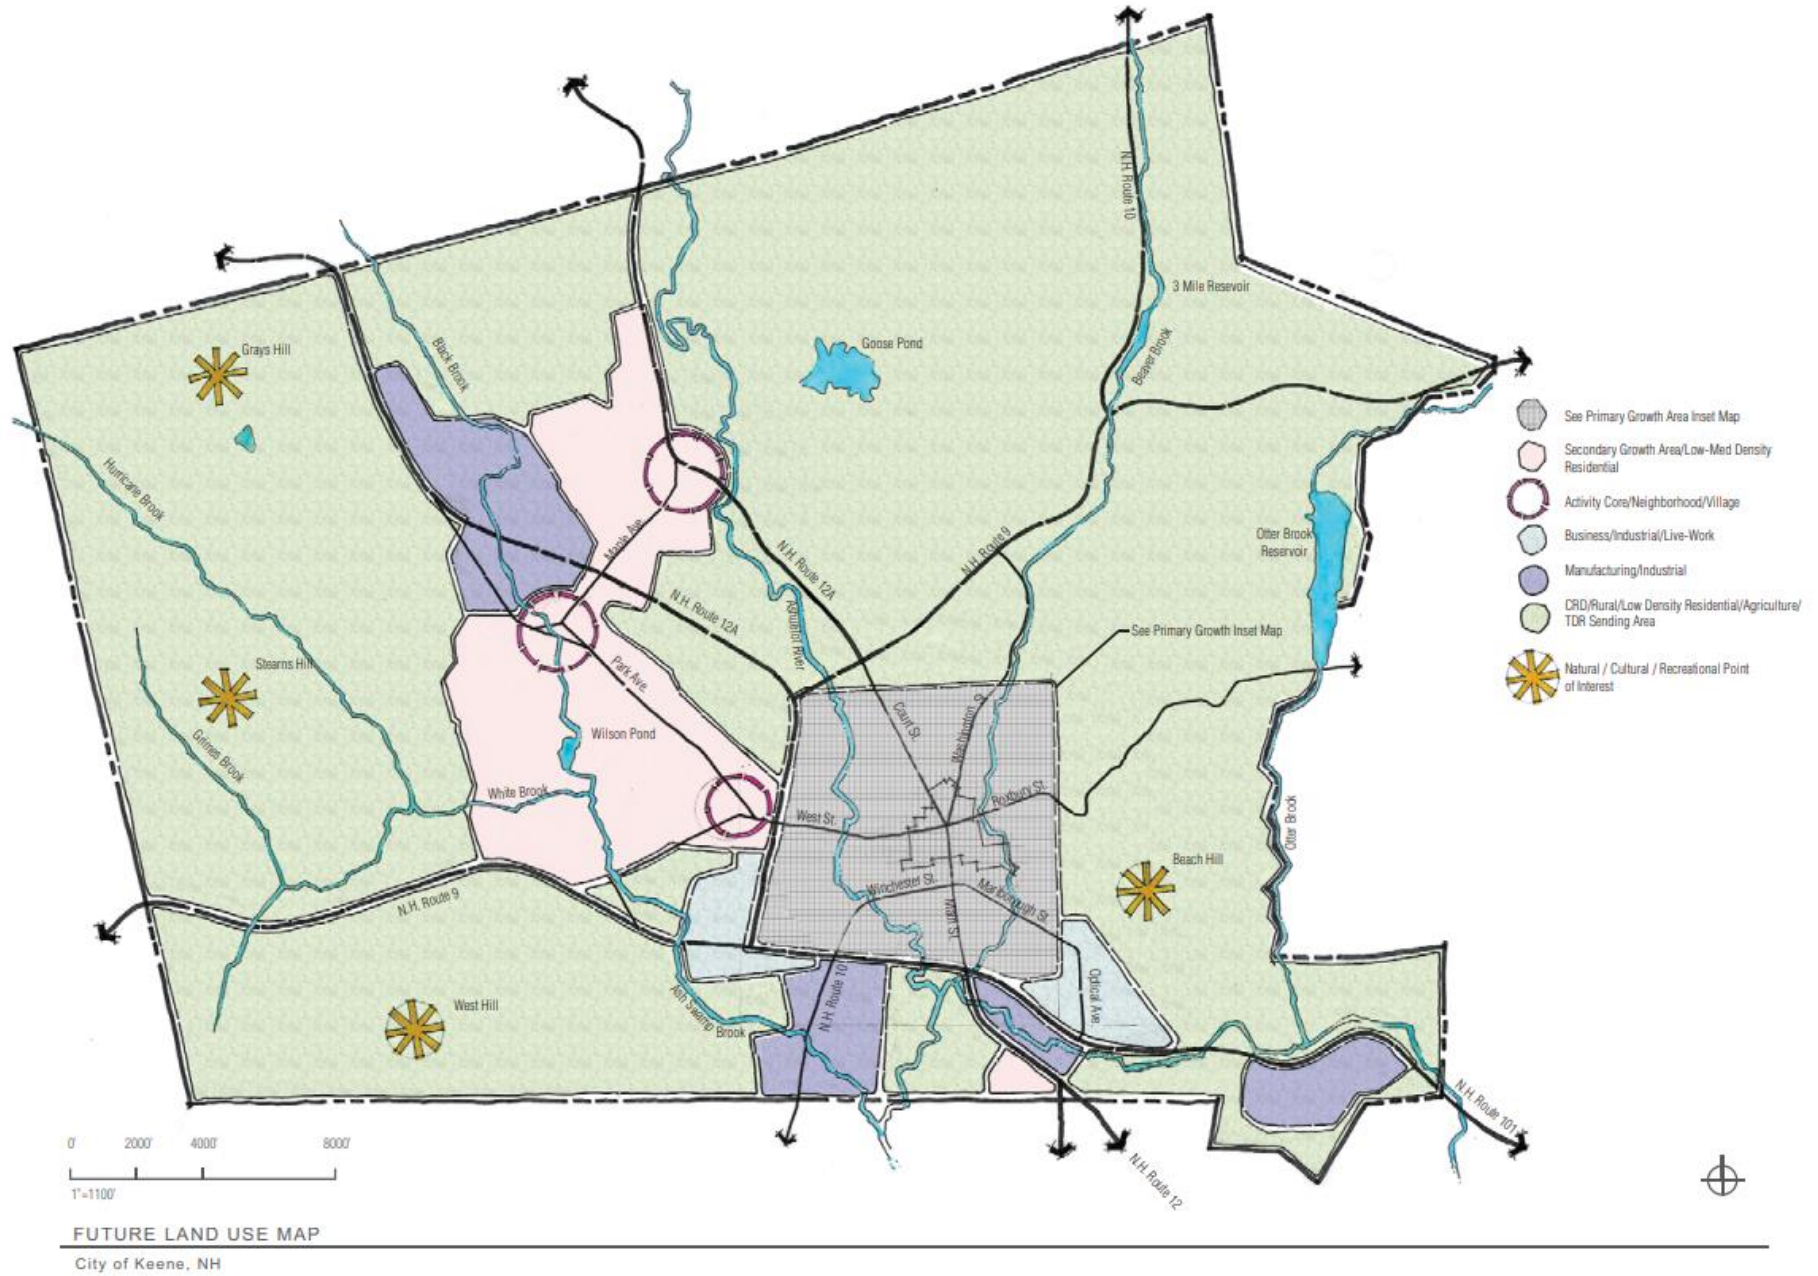 N.H. Route 10
3 Mile Resevoir
Beaver Brook
Goose Pond
Grays Hill
Black Brook
Hurricane Brook
Maple Ave.
N.H. Route 12A
N.H. Route 9
Otter Brook
Reservoir
N.H. Route 12A
Ashuelot River
See Primary Growth Inset Map
Stearns Hill
Park Ave.
Grimes Brook
Wilson Pond
White Brook
Court St.
Washington
West St.
Roxbury St.
Otter Brook
Beach Hill
Winchester St.
Marlborough St.
Main St.
N.H. Route 9
West Hill
Ash Swamp
Brook
N.H. Route 10
Optical Ave
N.H. Route 101
N.H. Route 12
See Primary Growth Area Inset Map
Secondary Growth Area/Low-Med Density
Residential
Activity Core/Neighborhood/Village
Business/Industrial/Live-Work
Manufacturing/Industrial
CRD/Rural/Low Density Residential/Agriculture/
TDR Sending Area
Natural / Cultural / Recreational Point
of Interest
0' 2000' 4000' 8000'
1"=1100'
FUTURE LAND USE MAP
City of Keene, NH